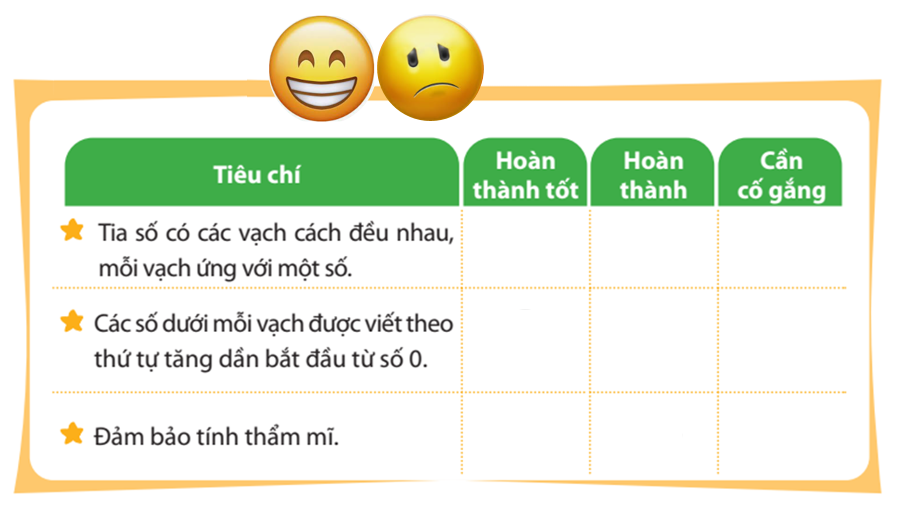 Tiêu chí
Hoàn
thành tốt
Hoàn
thành
Cần
cố gắng
Tia số có các vạch cách đều nhau,
mỗi vạch ứng với một số.
Các số dưới mỗi vạch được viết theo
thứ tự tăng dần bắt đầu từ số 0.
Đảm bảo tính thẩm mĩ.